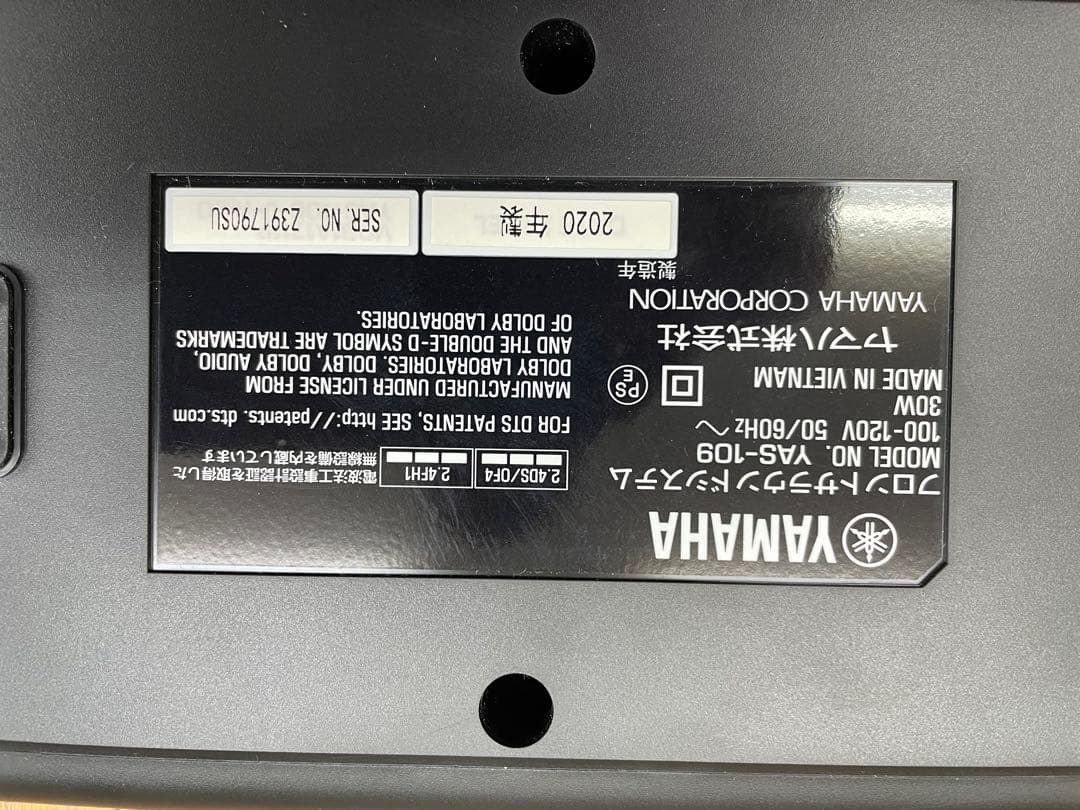 YAMAHA
フロントサラウンドシステム
MODEL NO. YAS-109
100-120V ～ 50/60Hz
30W
MADE IN VIETNAM
PS
E
ヤマハ株式会社
YAMAHA CORPORATION
製造年
2020 年製
2.4DS/OF4
2.4FH1
電波法工事設計認証を取得した
無線設備を内蔵しています
FOR DTS PATENTS, SEE http://patents. dts.com
MANUFACTURED UNDER LICENSE FROM
DOLBY LABORATORIES. DOLBY, DOLBY AUDIO,
AND THE DOUBLE-D SYMBOL ARE TRADEMARKS
OF DOLBY LABORATORIES.
SER. NO. Z391790SU